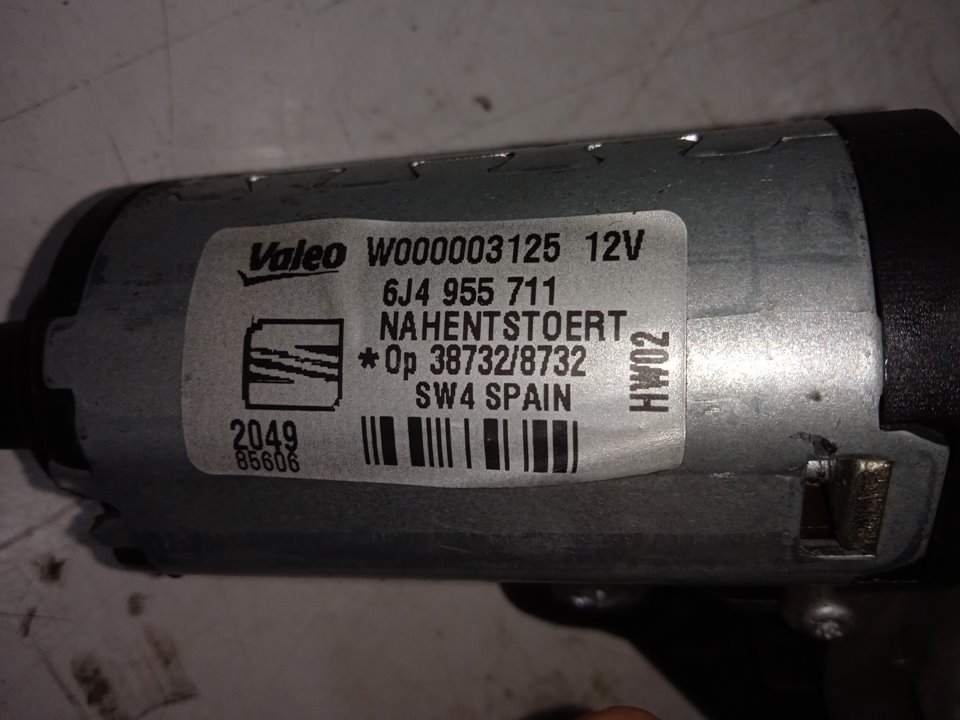 Valeo W000003125 12V
6J4 955 711
NAHENTSTOERT
*Op 38732/8732
SW4 SPAIN
HW02
2049
85606